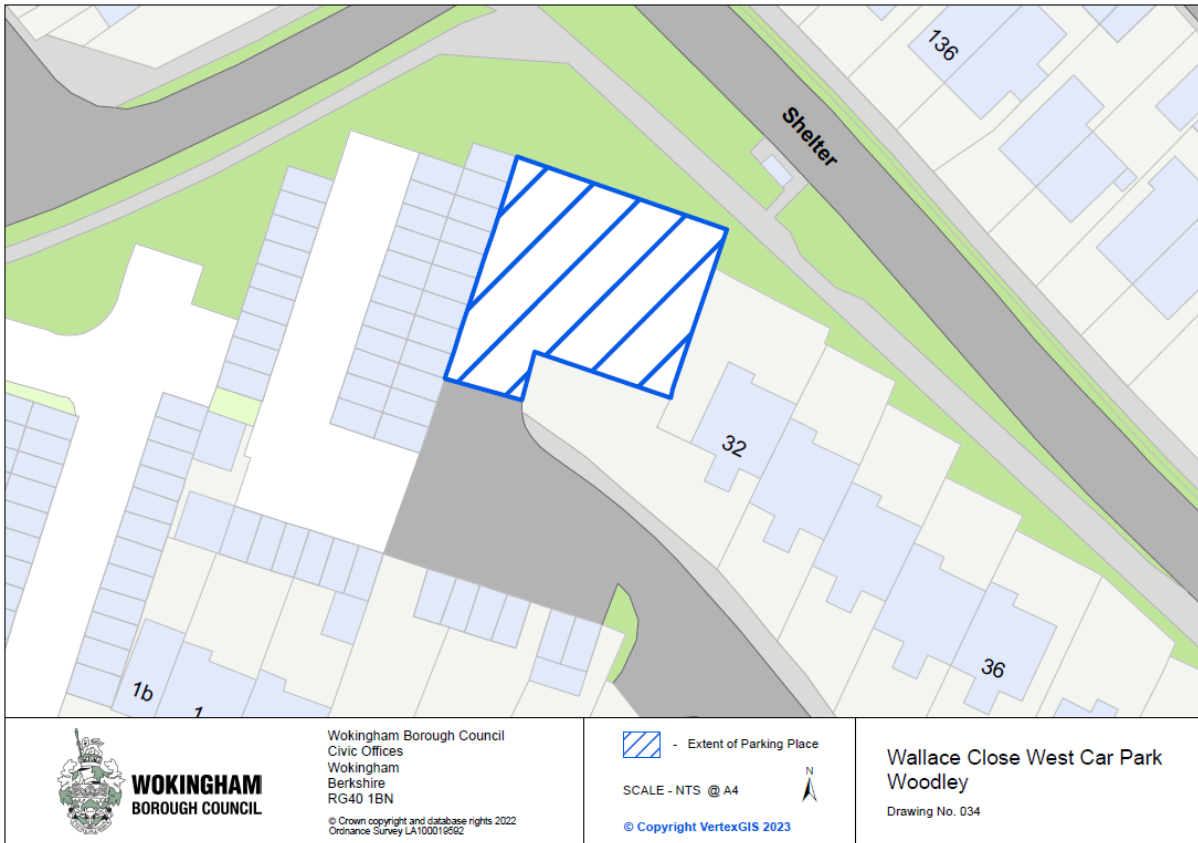 136
Shelter
32
36
1b
1
WOKINGHAM
BOROUGH COUNCIL
Wokingham Borough Council
Civic Offices
Wokingham
Berkshire
RG40 1BN
© Crown copyright and database rights 2022
Ordnance Survey LA100019592
- Extent of Parking Place
SCALE - NTS @ A4
N
© Copyright VertexGIS 2023
Wallace Close West Car Park
Woodley
Drawing No. 034